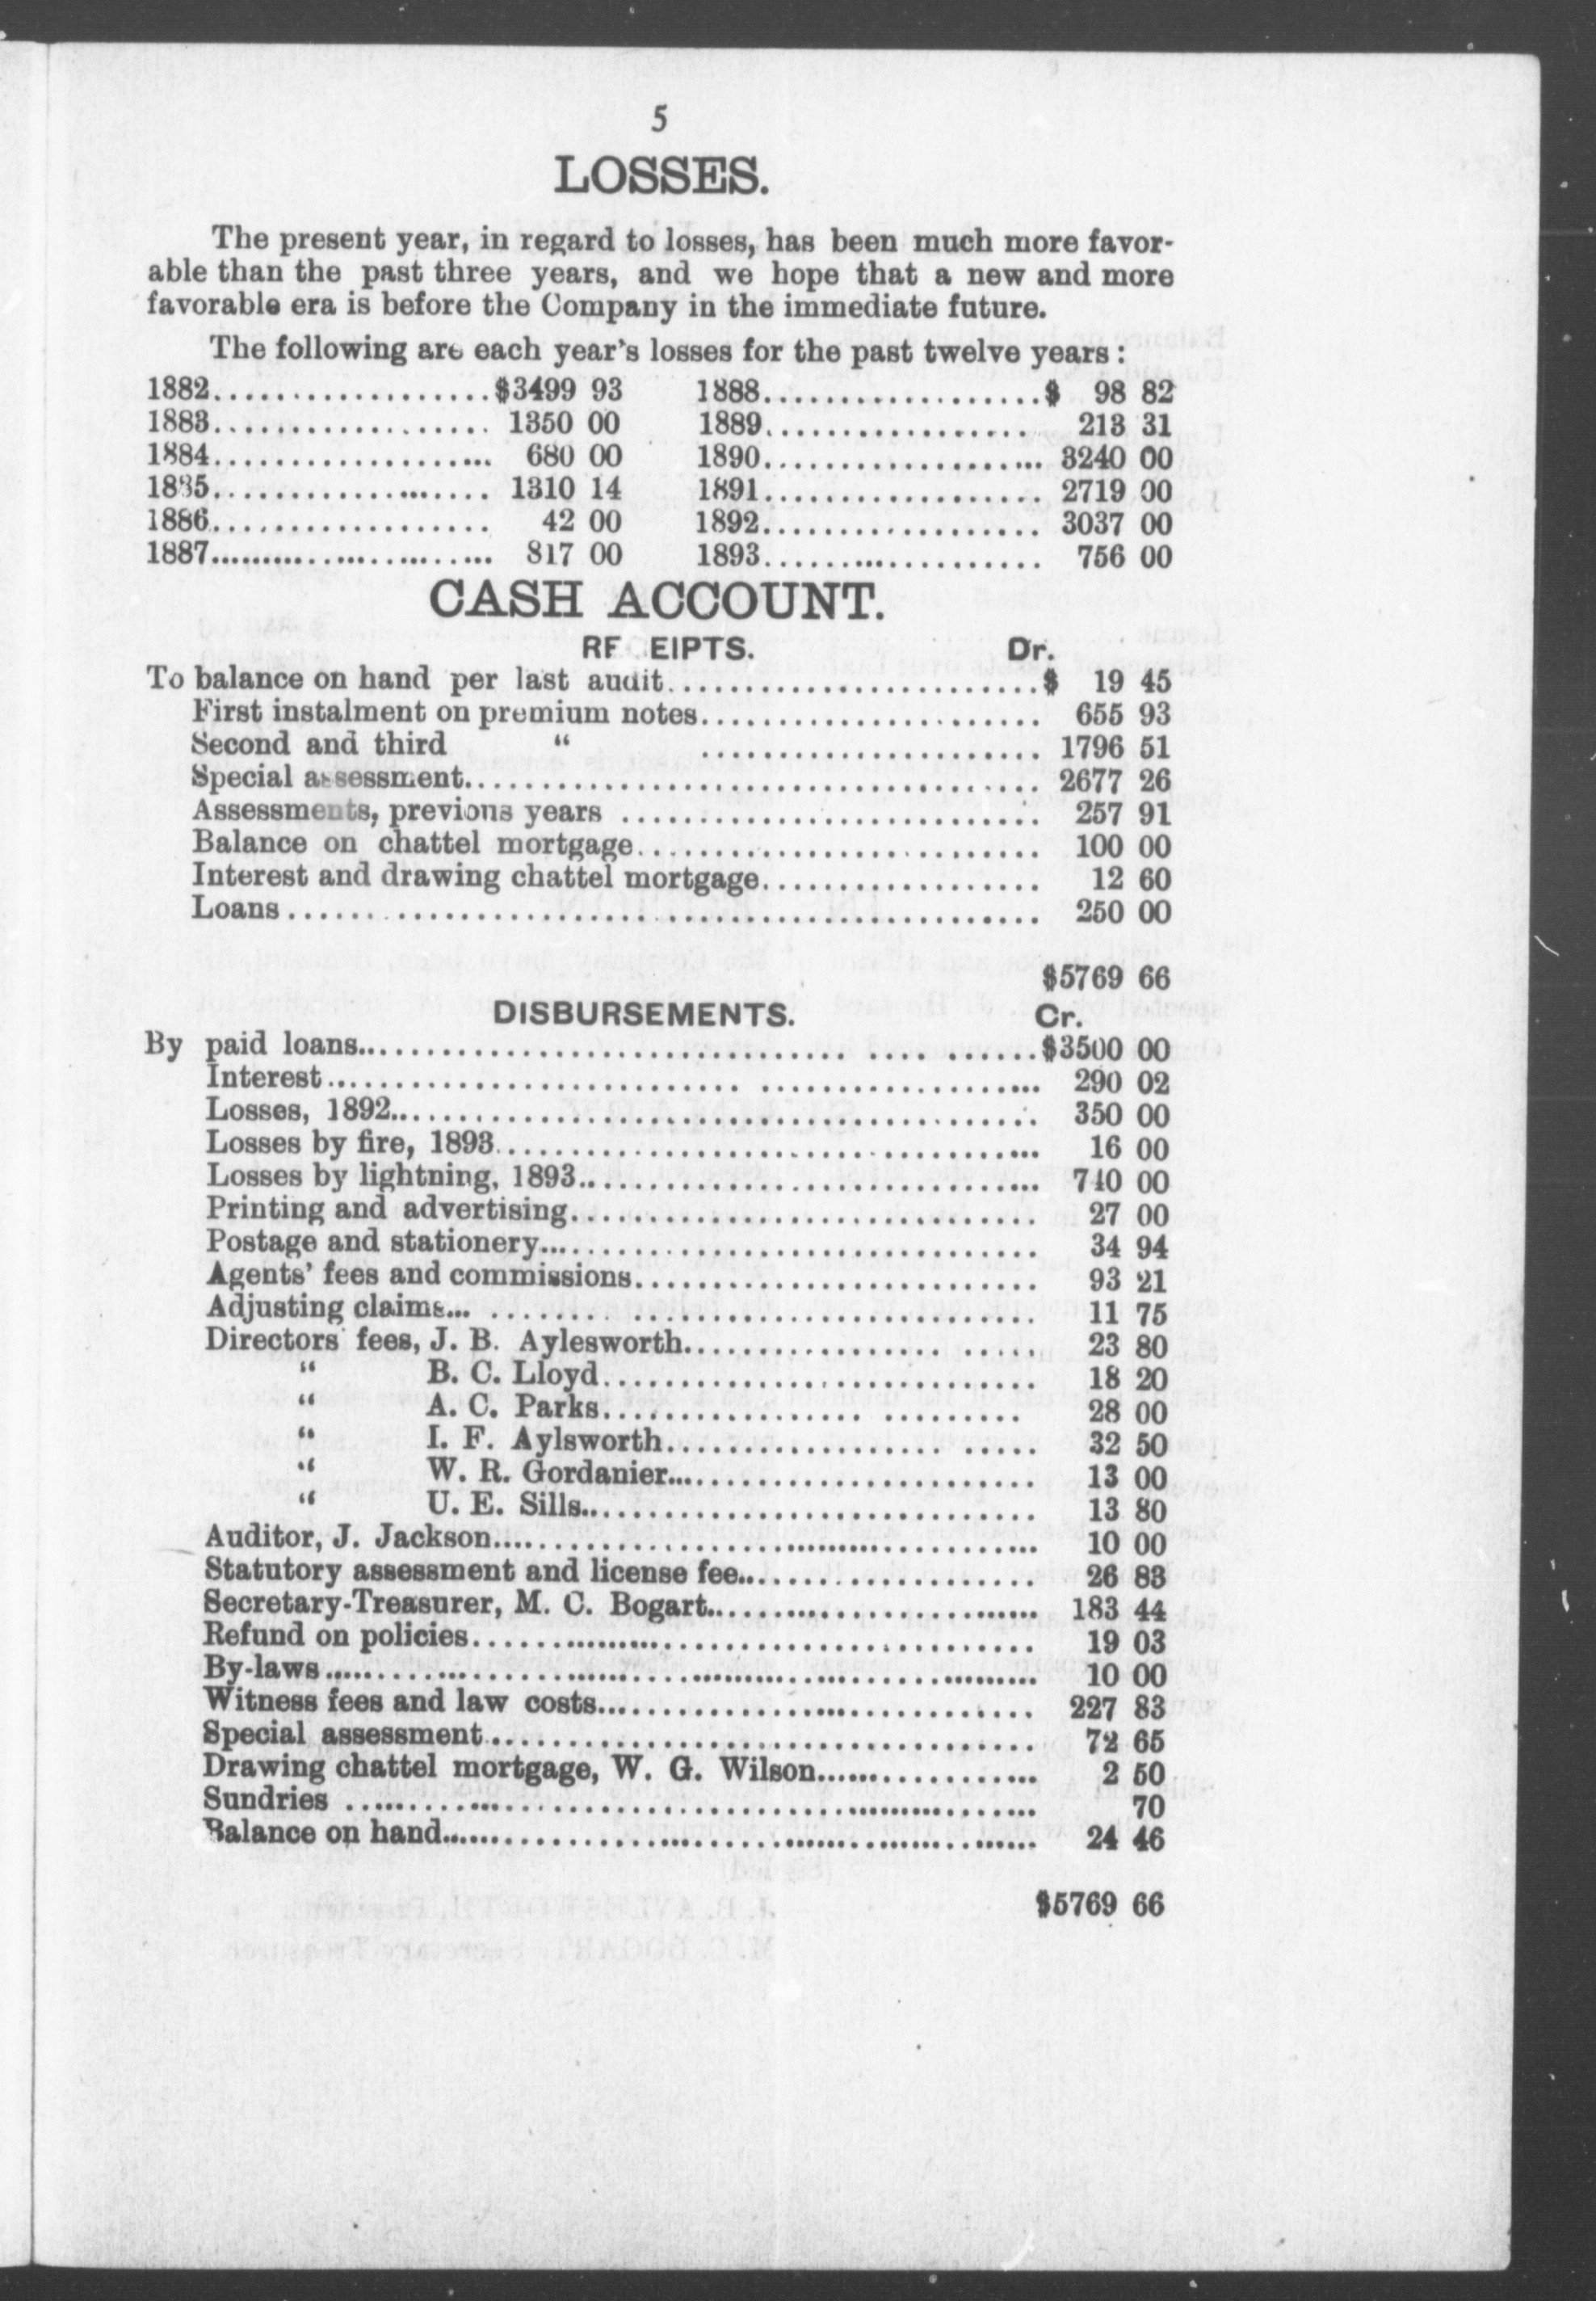 5
LOSSES.
The present year, in regard to losses, has been much more favor-
able than the past three years, and we hope that a new and more
favorable era is before the Company in the immediate future.
The following are each year's losses for the past twelve years :
1882..................$3499 93 1888..................$ 98 82
1883.................. 1350 00 1889................. 213 31
1884.................. 680 00 1890.................. 3240 00
1885.................. 1310 14 1891.................. 2719 00
1886.................. 42 00 1892.................. 3037 00
1887.................. 817 00 1893.................. 756 00
CASH ACCOUNT.
RECEIPTS. Dr.
To balance on hand per last audit........................$ 19 45
First instalment on premium notes...................... 655 93
Second and third " ...................... 1796 51
Special assessment..................................... 2677 26
Assessments, previous years ........................... 257 91
Balance on chattel mortgage.......................... 100 00
Interest and drawing chattel mortgage.................. 12 60
Loans................................................ 250 00
$5769 66
DISBURSEMENTS. Cr.
By paid loans............................................$3500 00
Interest.............................................. 290 02
Losses, 1892......................................... 350 00
Losses by fire, 1893................................... 16 00
Losses by lightning, 1893.............................. 740 00
Printing and advertising.............................. 27 00
Postage and stationery................................ 34 94
Agents' fees and commissions.......................... 93 21
Adjusting claims... .................................. 11 75
Directors' fees, J. B. Aylesworth...................... 23 80
" B. C. Lloyd............................ 18 20
" A. C. Parks.......................... 28 00
" I. F. Aylsworth....................... 32 50
" W. R. Gordanier........................ 13 00
" U. E. Sills............................. 13 80
Auditor, J. Jackson.................................... 10 00
Statutory assessment and license fee.................... 26 83
Secretary-Treasurer, M. C. Bogart....................... 183 44
Refund on policies.................................... 19 03
By-laws............................................... 10 00
Witness fees and law costs............................. 227 83
Special assessment................................... 72 65
Drawing chattel mortgage, W. G. Wilson................ 2 50
Sundries ............................................. 70
Balance on hand....................................... 24 46
$5769 66